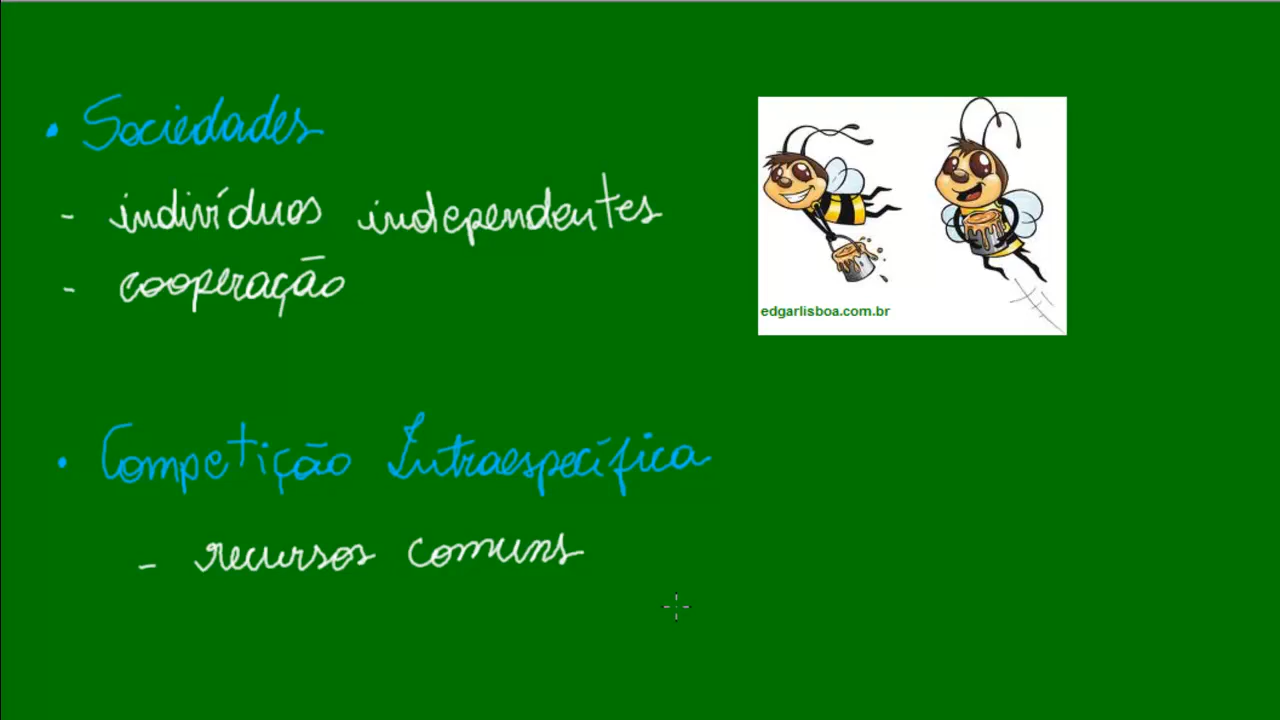 • Sociedades
- indivíduos independentes
- cooperação
edgarlisboa.com.br
• Competição Intraespecífica
- recursos comuns